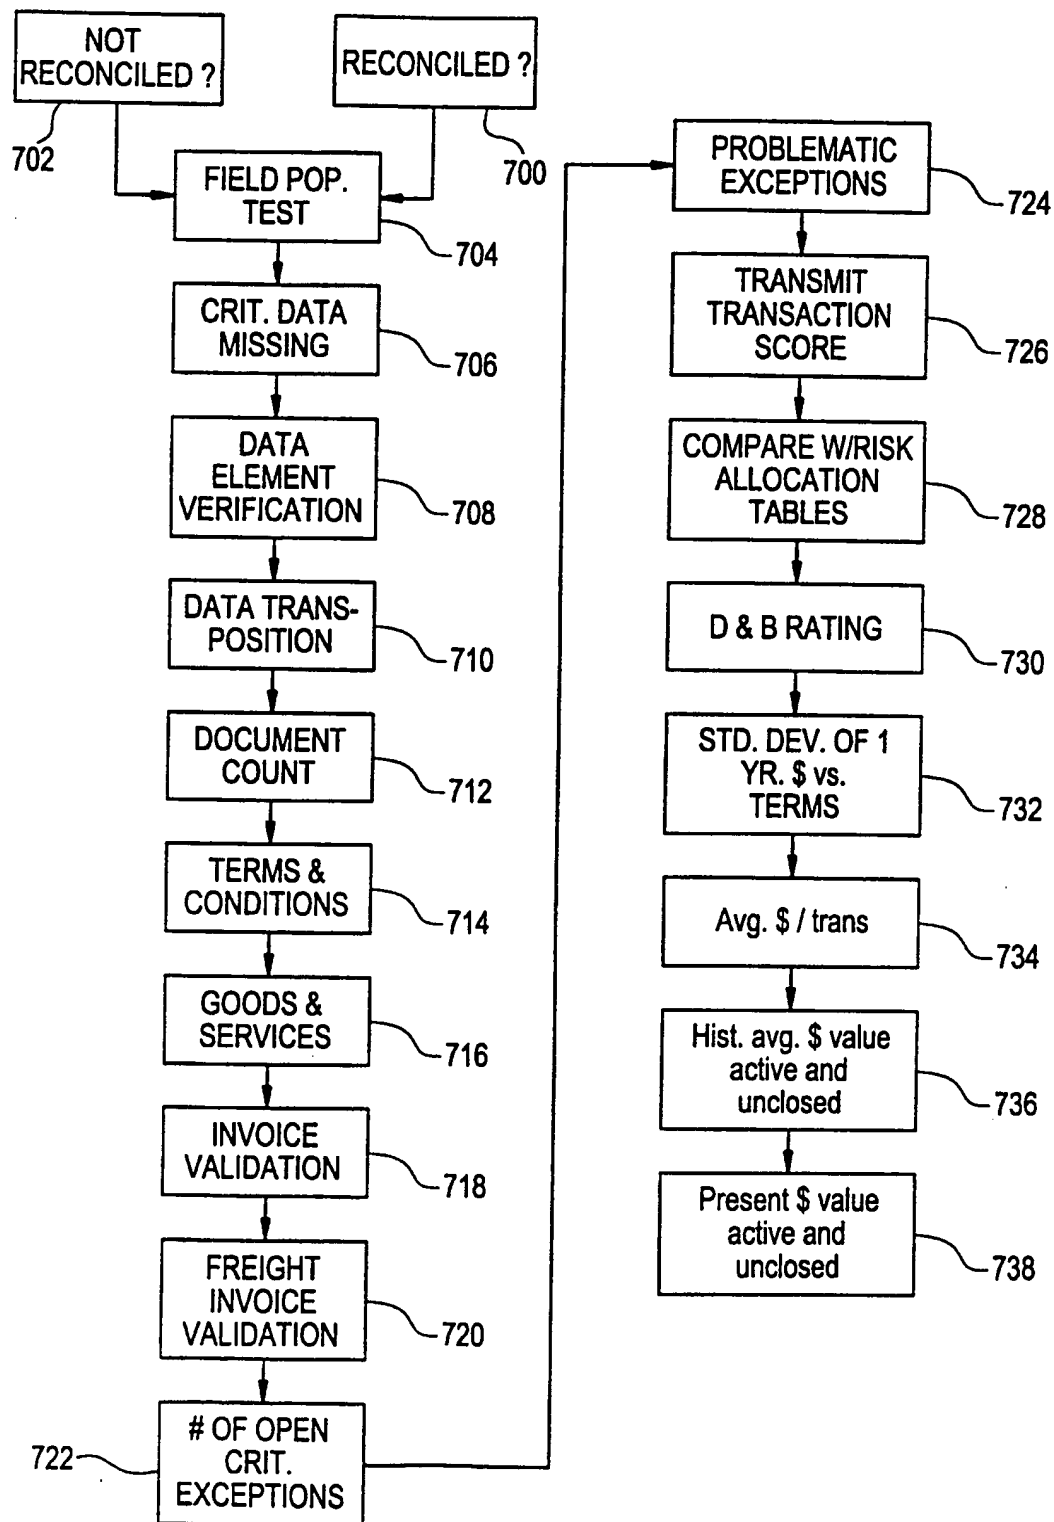 NOT
RECONCILED ?
702
RECONCILED ?
700
FIELD POP.
TEST
704
CRIT. DATA
MISSING
706
DATA
ELEMENT
VERIFICATION
708
DATA TRANS-
POSITION
710
DOCUMENT
COUNT
712
TERMS &
CONDITIONS
714
GOODS &
SERVICES
716
INVOICE
VALIDATION
718
FREIGHT
INVOICE
VALIDATION
720
# OF OPEN
CRIT.
EXCEPTIONS
722
PROBLEMATIC
EXCEPTIONS
724
TRANSMIT
TRANSACTION
SCORE
726
COMPARE W/RISK
ALLOCATION
TABLES
728
D & B RATING
730
STD. DEV. OF 1
YR. $ vs.
TERMS
732
Avg. $ / trans
734
Hist. avg. $ value
active and
unclosed
736
Present $ value
active and
unclosed
738